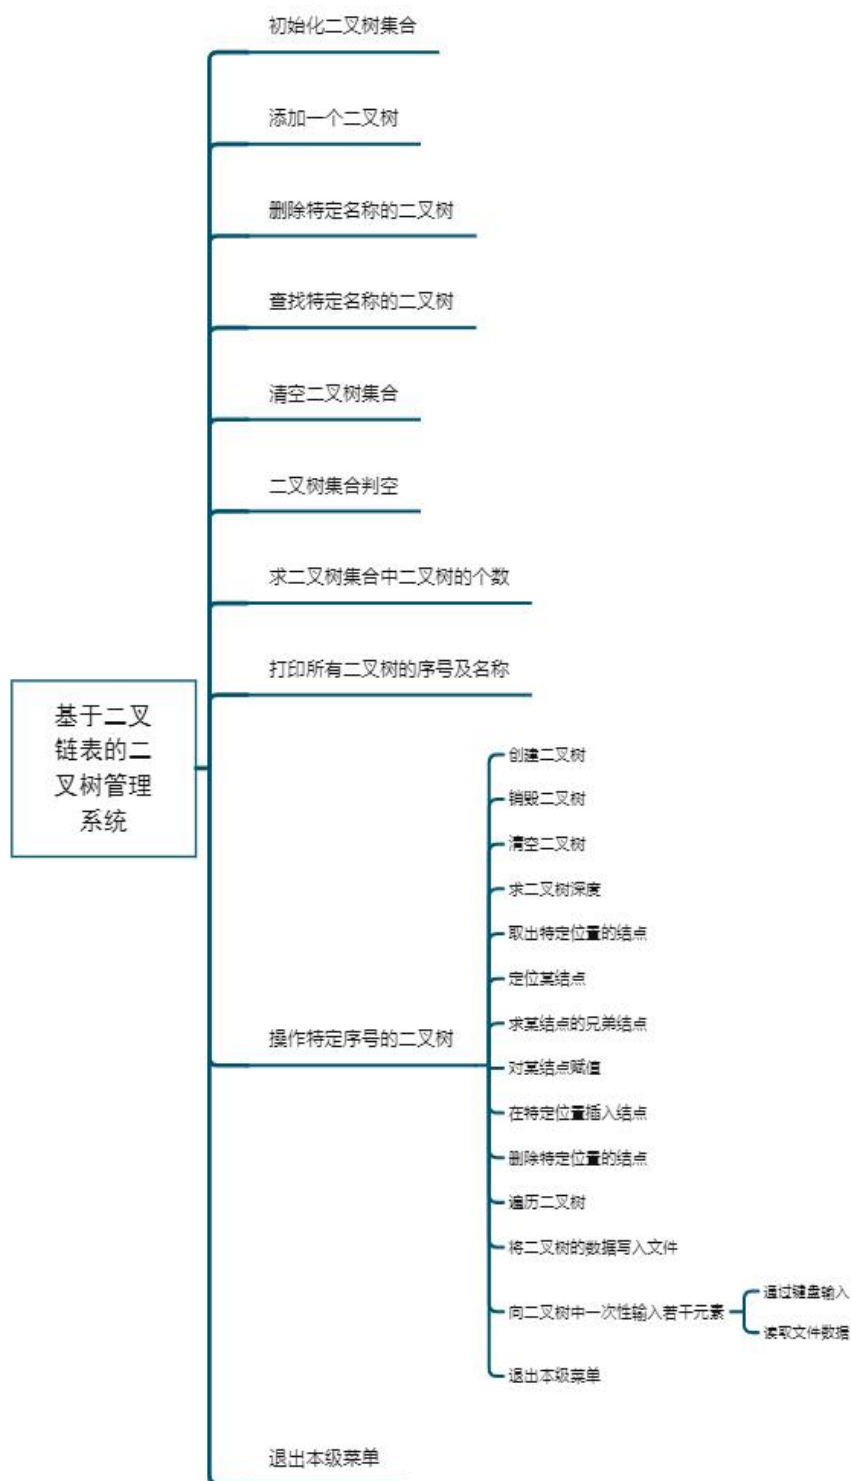 初始化二叉树集合
添加一个二叉树
删除特定名称的二叉树
查找特定名称的二叉树
清空二叉树集合
二叉树集合判空
求二叉树集合中二叉树的个数
打印所有二叉树的序号及名称
基于二叉
链表的二
叉树管理
系统
操作特定序号的二叉树
创建二叉树
销毁二叉树
清空二叉树
求二叉树深度
取出特定位置的结点
定位某结点
求某结点的兄弟结点
对某结点赋值
在特定位置插入结点
删除特定位置的结点
遍历二叉树
将二叉树的数据写入文件
向二叉树中一次性输入若干元素
通过键盘输入
读取文件数据
退出本级菜单
退出本级菜单